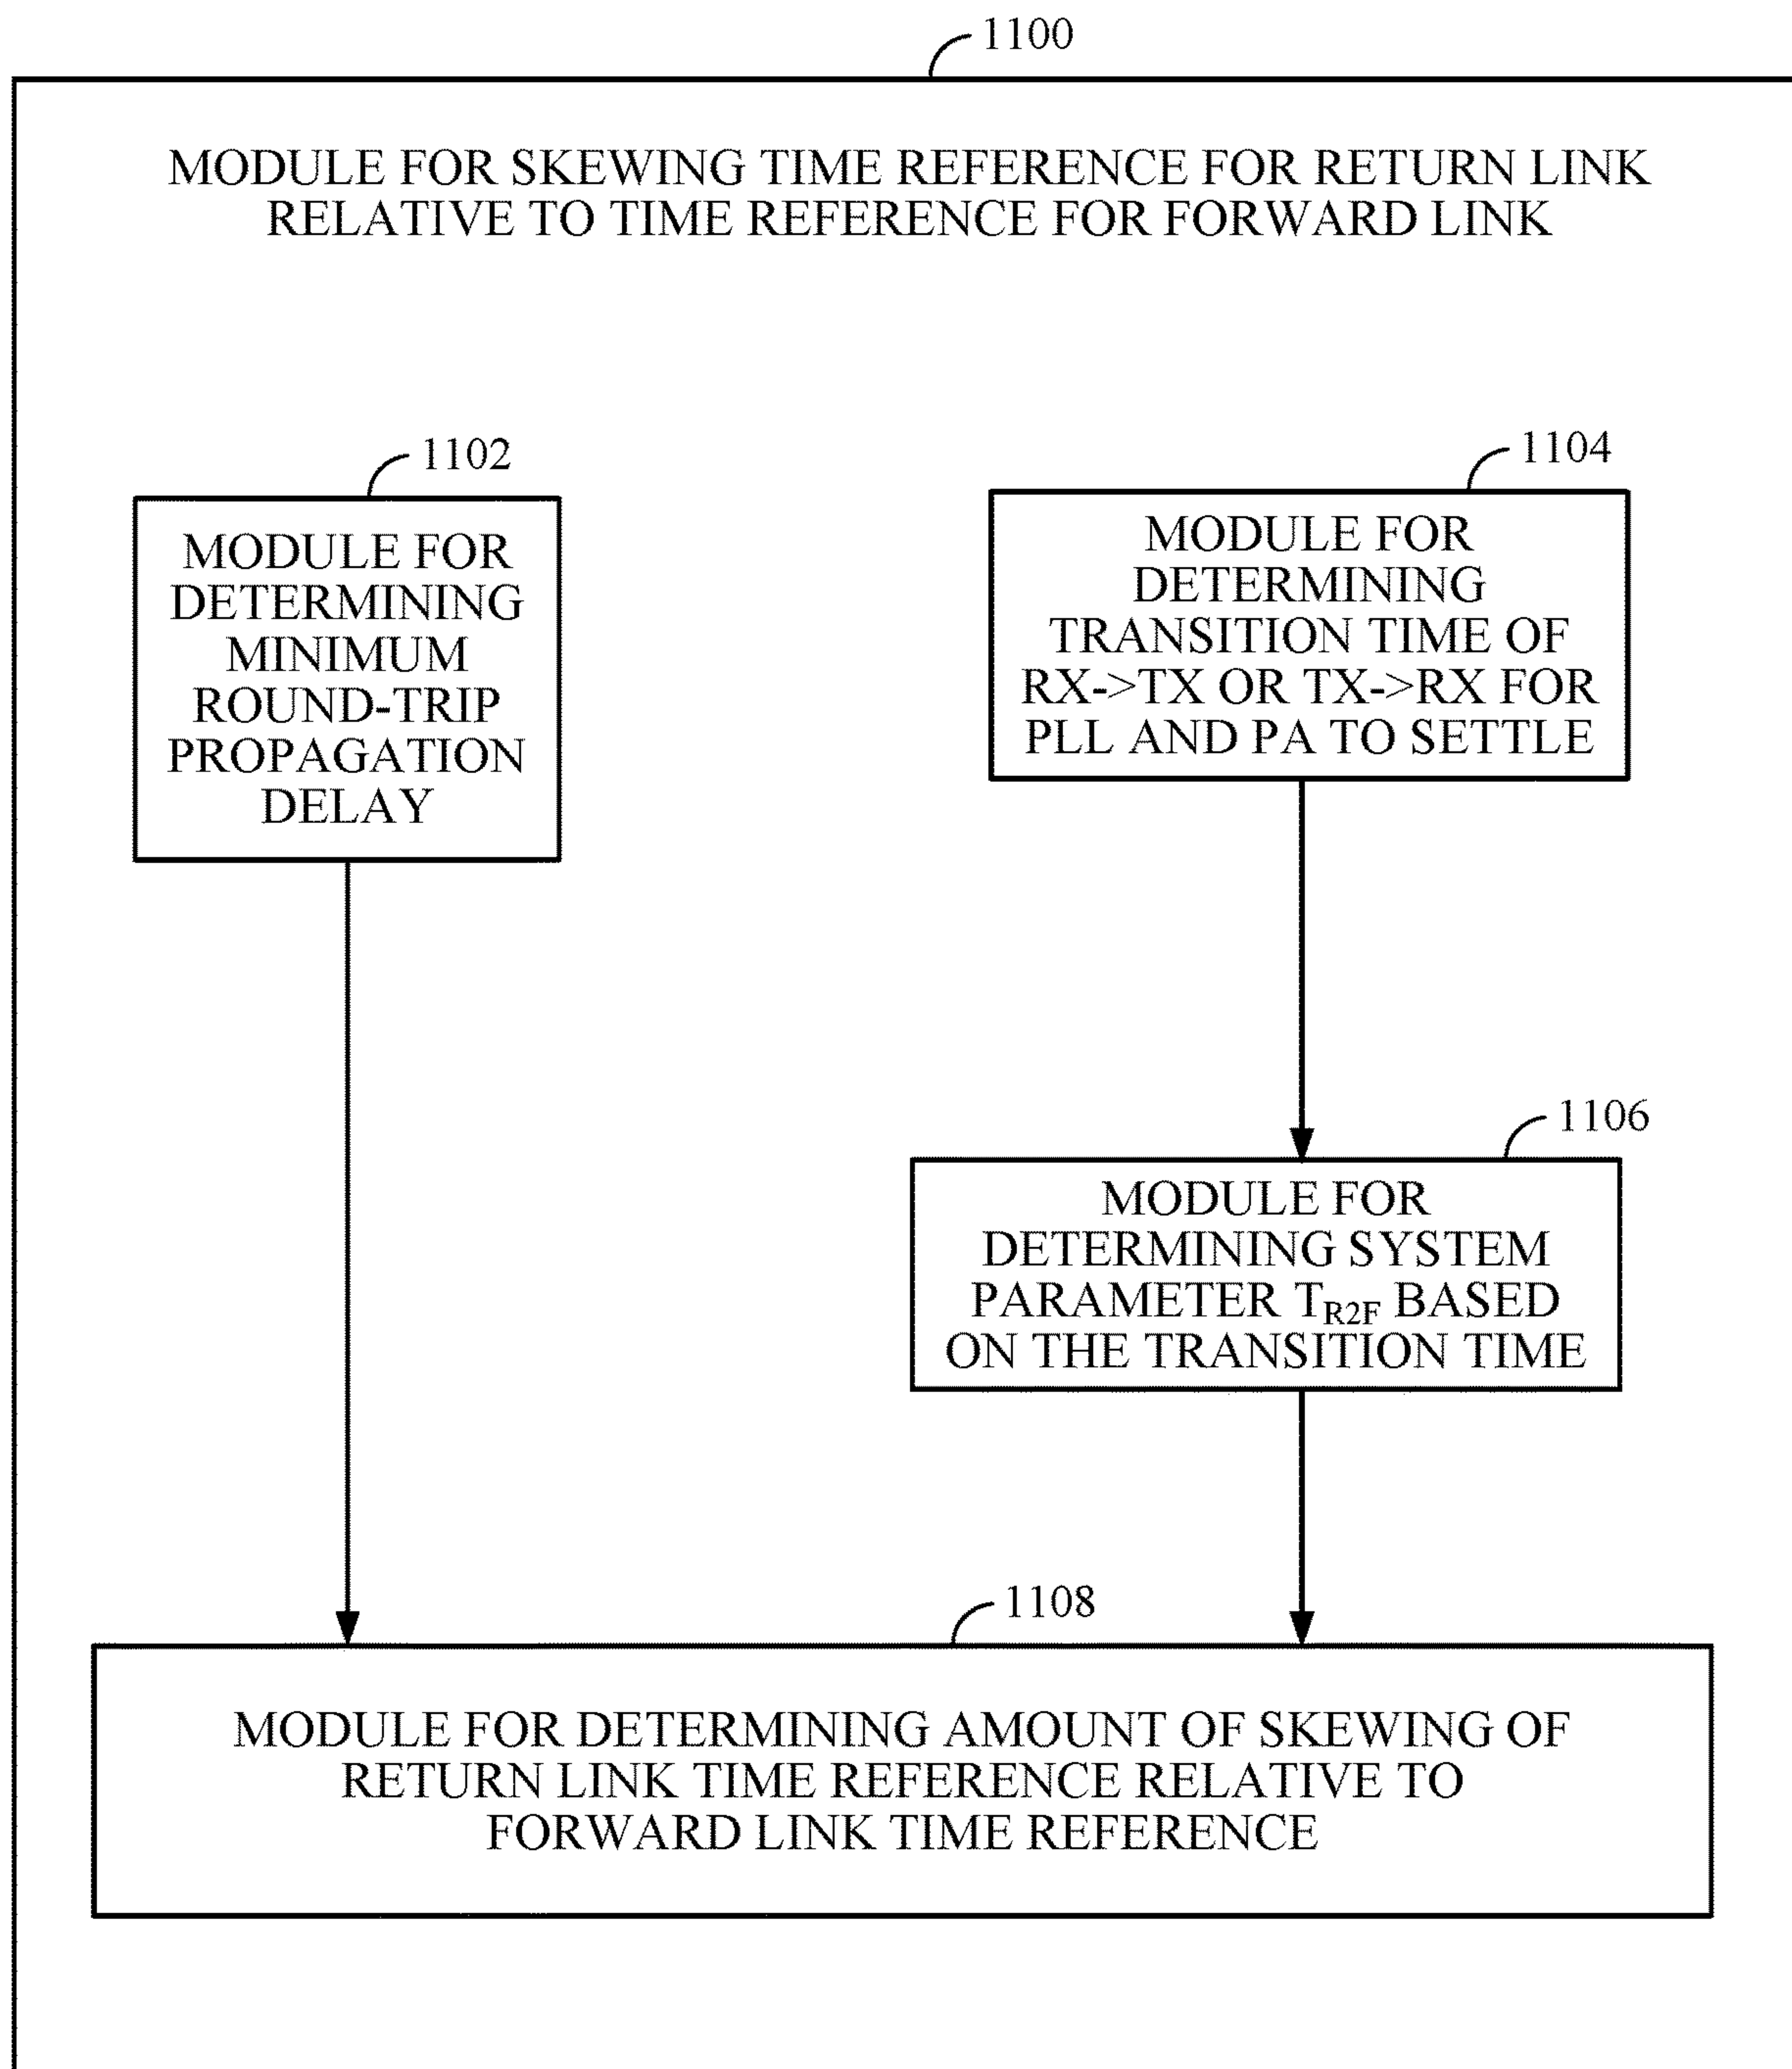 1100
MODULE FOR SKEWING TIME REFERENCE FOR RETURN LINK
RELATIVE TO TIME REFERENCE FOR FORWARD LINK
1102
MODULE FOR
DETERMINING
MINIMUM
ROUND-TRIP
PROPAGATION
DELAY
1104
MODULE FOR
DETERMINING
TRANSITION TIME OF
RX->TX OR TX->RX FOR
PLL AND PA TO SETTLE
1106
MODULE FOR
DETERMINING SYSTEM
PARAMETER T_R2F BASED
ON THE TRANSITION TIME
1108
MODULE FOR DETERMINING AMOUNT OF SKEWING OF
RETURN LINK TIME REFERENCE RELATIVE TO
FORWARD LINK TIME REFERENCE